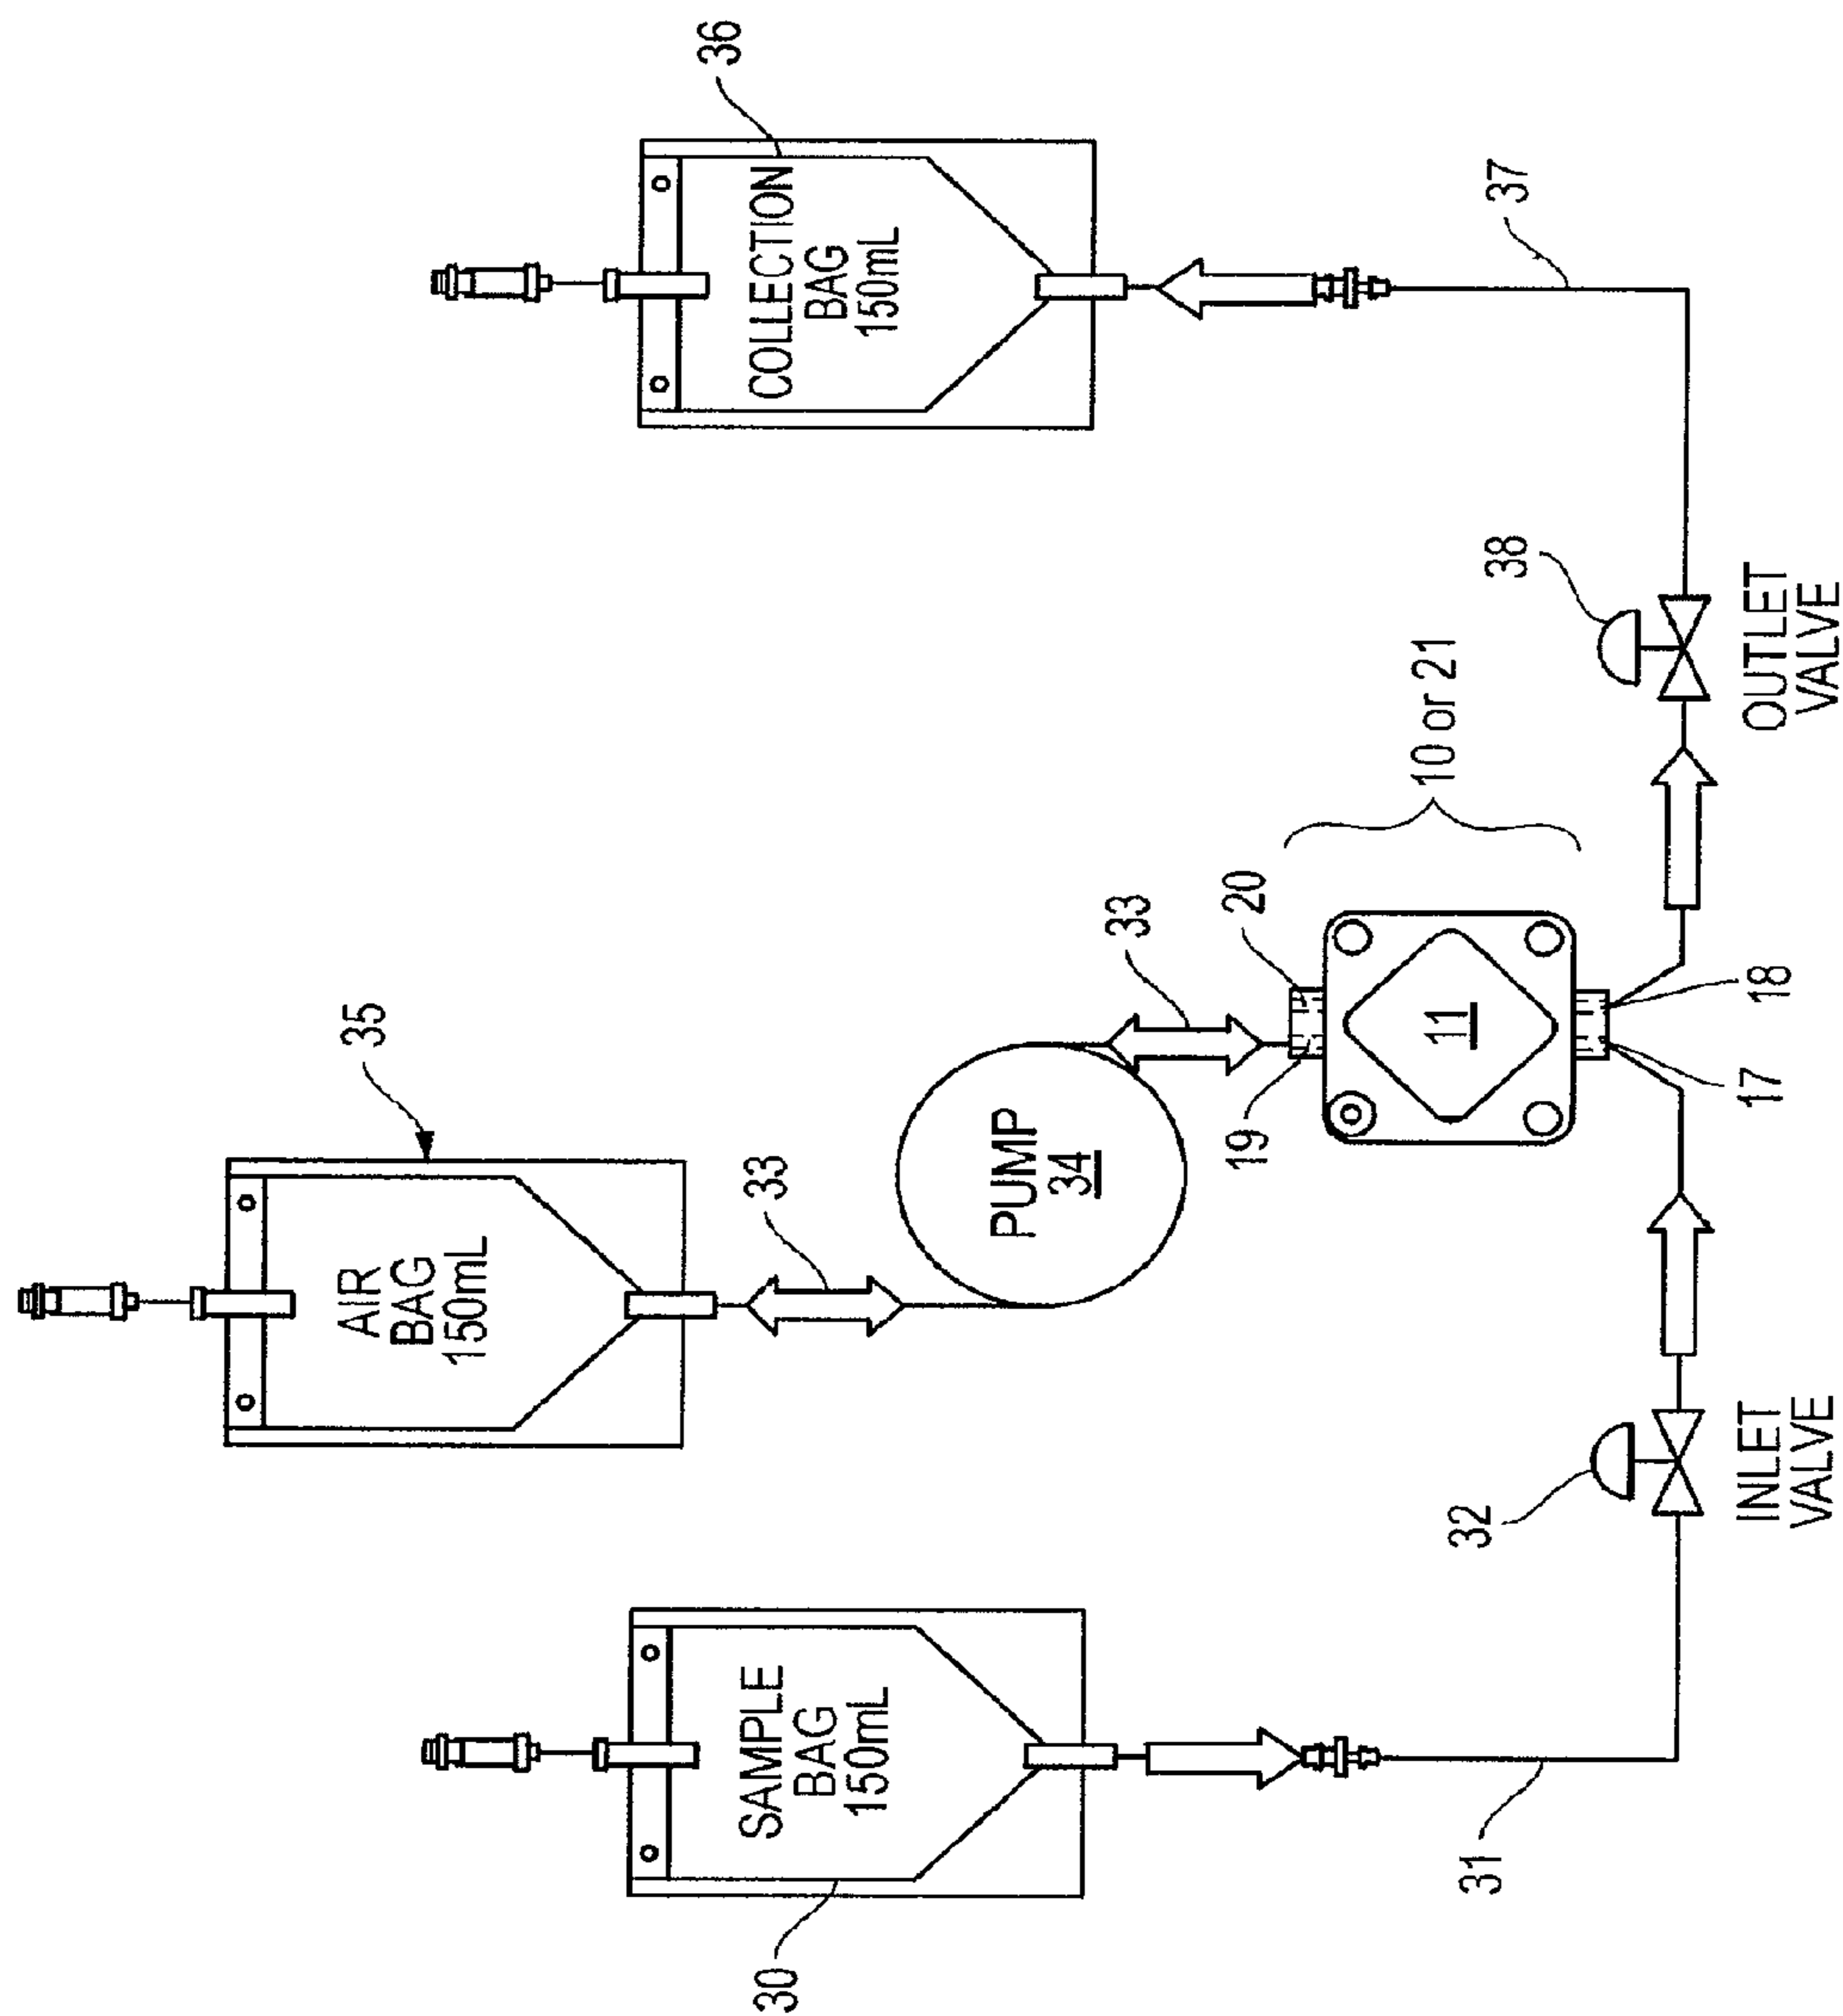 36
COLLECTION
BAG
150mL
37
38
OUTLET
VALVE
10 or 21
35
AIR
BAG
150mL
33
PUMP
34
33
20
19
11
18
17
32
INLET
VALVE
SAMPLE
BAG
150mL
30
31